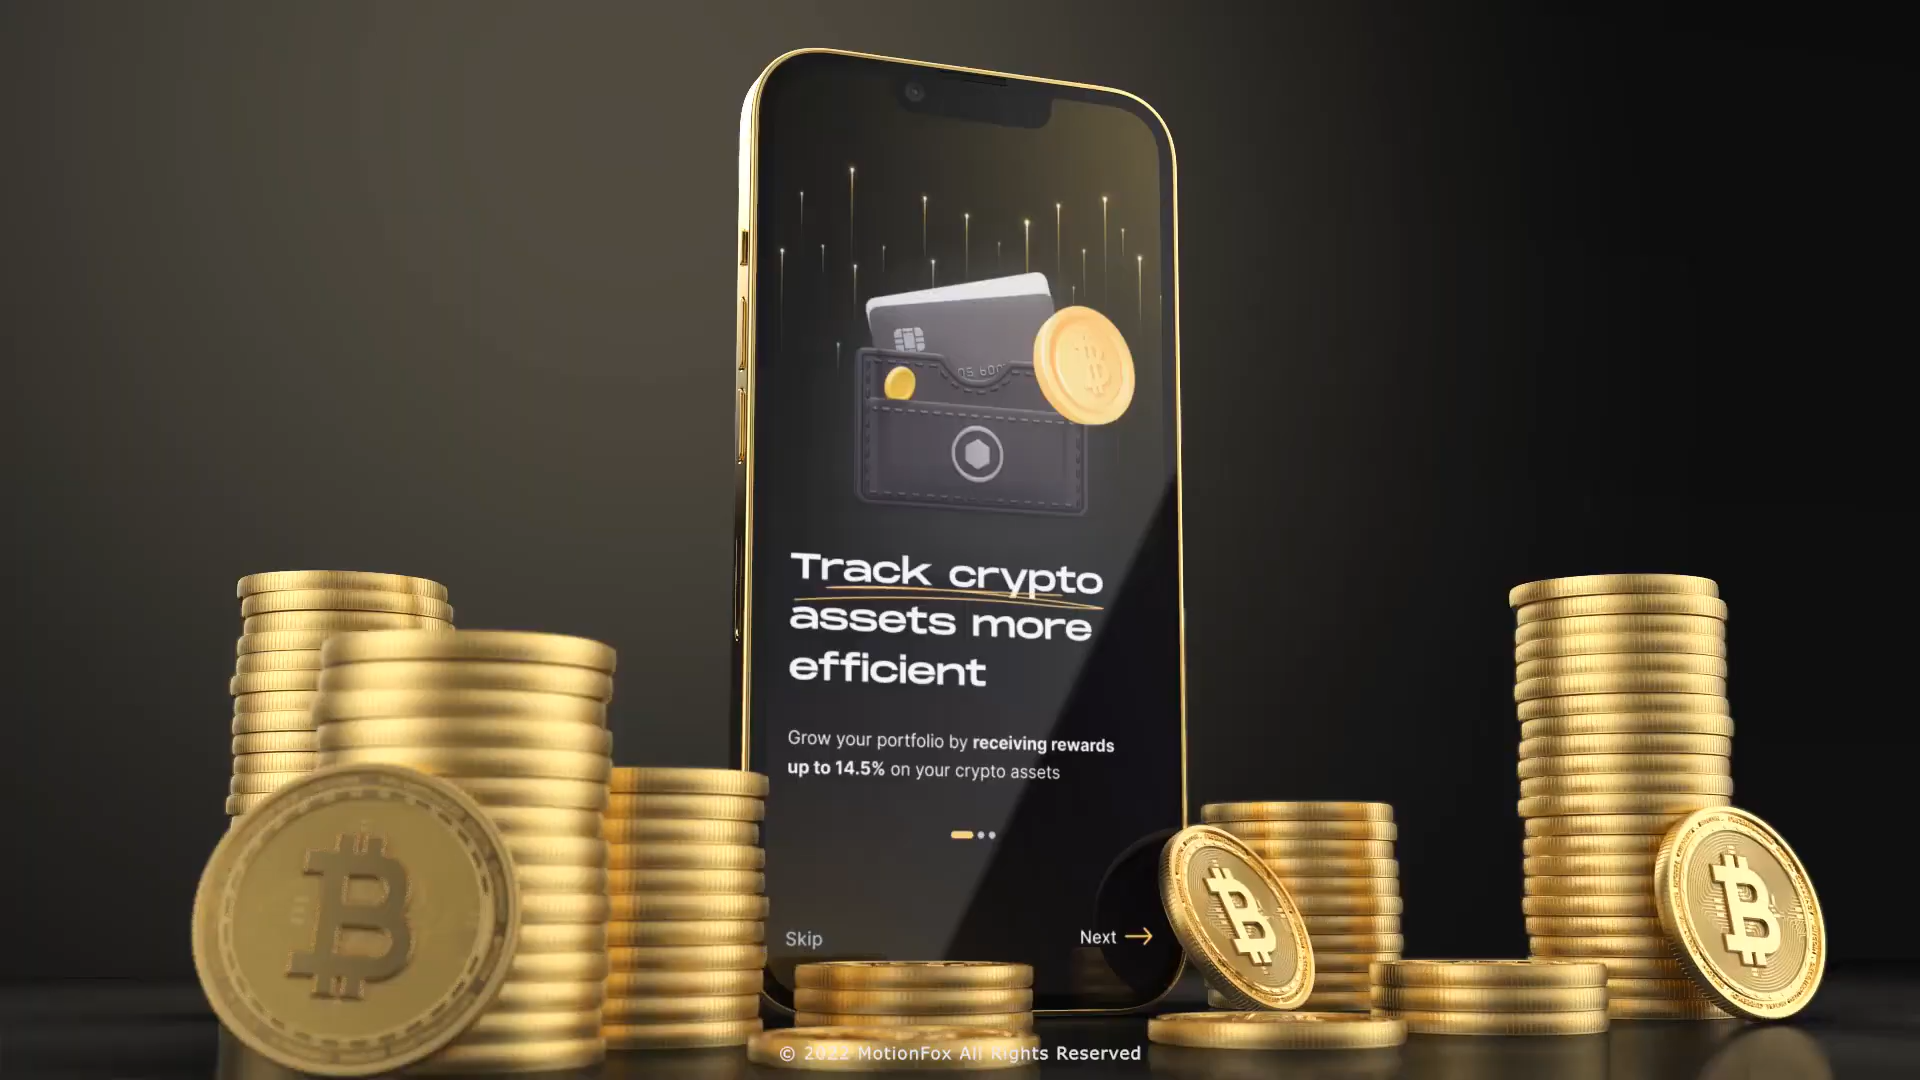 Track crypto
assets more
efficient
Grow your portfolio by receiving rewards
up to 14.5% on your crypto assets
Skip
Next
© 2022 MotionFox All Rights Reserved